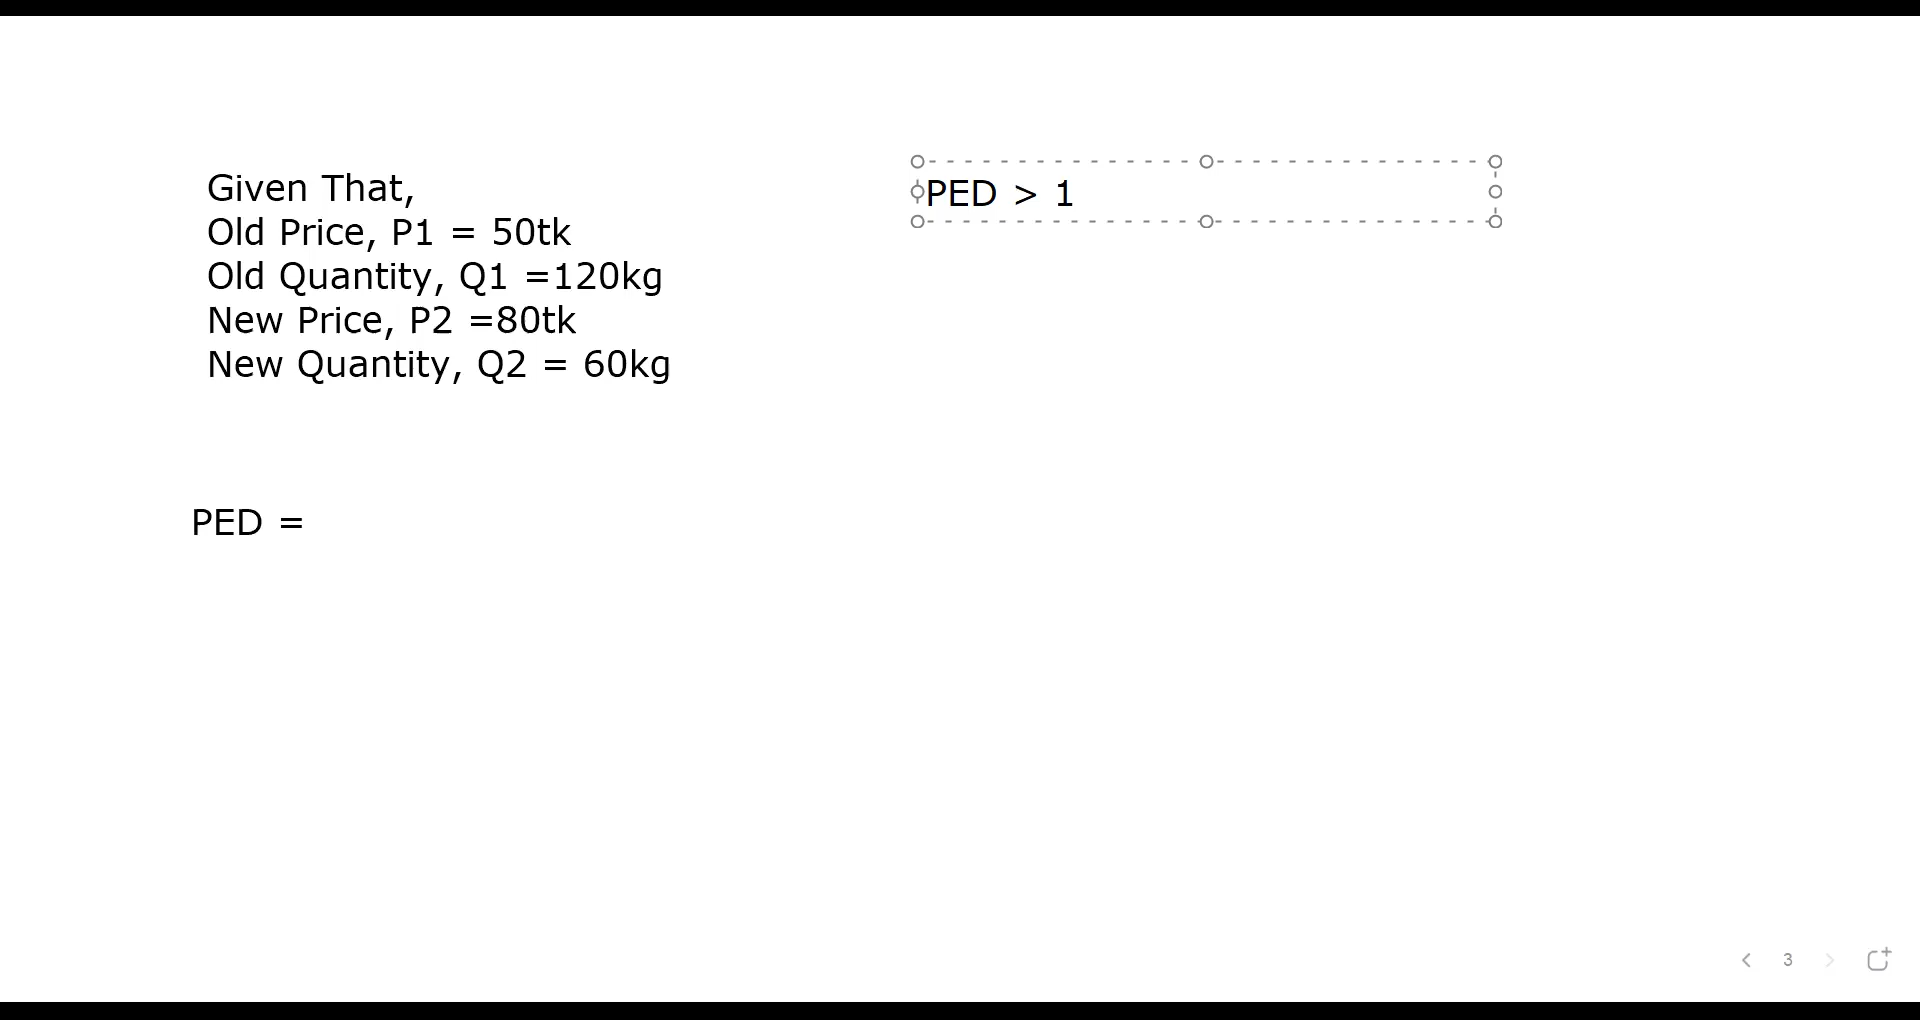 Given That,
Old Price, P1 = 50tk
Old Quantity, Q1 =120kg
New Price, P2 =80tk
New Quantity, Q2 = 60kg
PED =
PED > 1
3